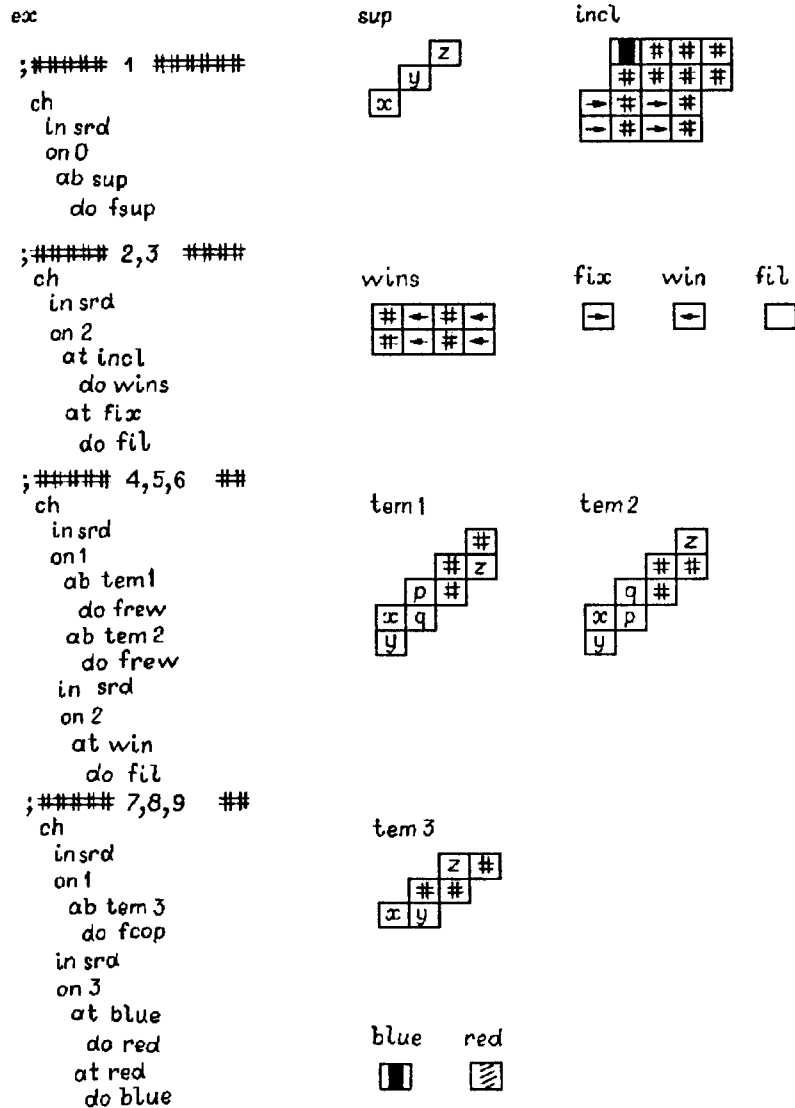 ex sup incl
z
;##### 1 ###### y
x
ch
in srd
on 0
ab sup
do fsup
# # #
# # # #
→ # → #
→ # → #
;##### 2,3 ####
ch wins fix win fil
in srd
on 2
at incl
do wins
at fix
do fil
# ← # ←
# ← # ←
→ ←
;##### 4,5,6 ##
ch tem1 tem2
in srd
on 1
ab tem1
do frew
ab tem2
do frew
in srd
on 2
at win
do fil
#
# z
p #
x q
y
z
# #
q #
x p
y
;##### 7,8,9 ##
ch tem3
in srd
on 1
ab tem3
do fcop
in srd
on 3
at blue
do red
at red
do blue
z #
# #
x y
blue red